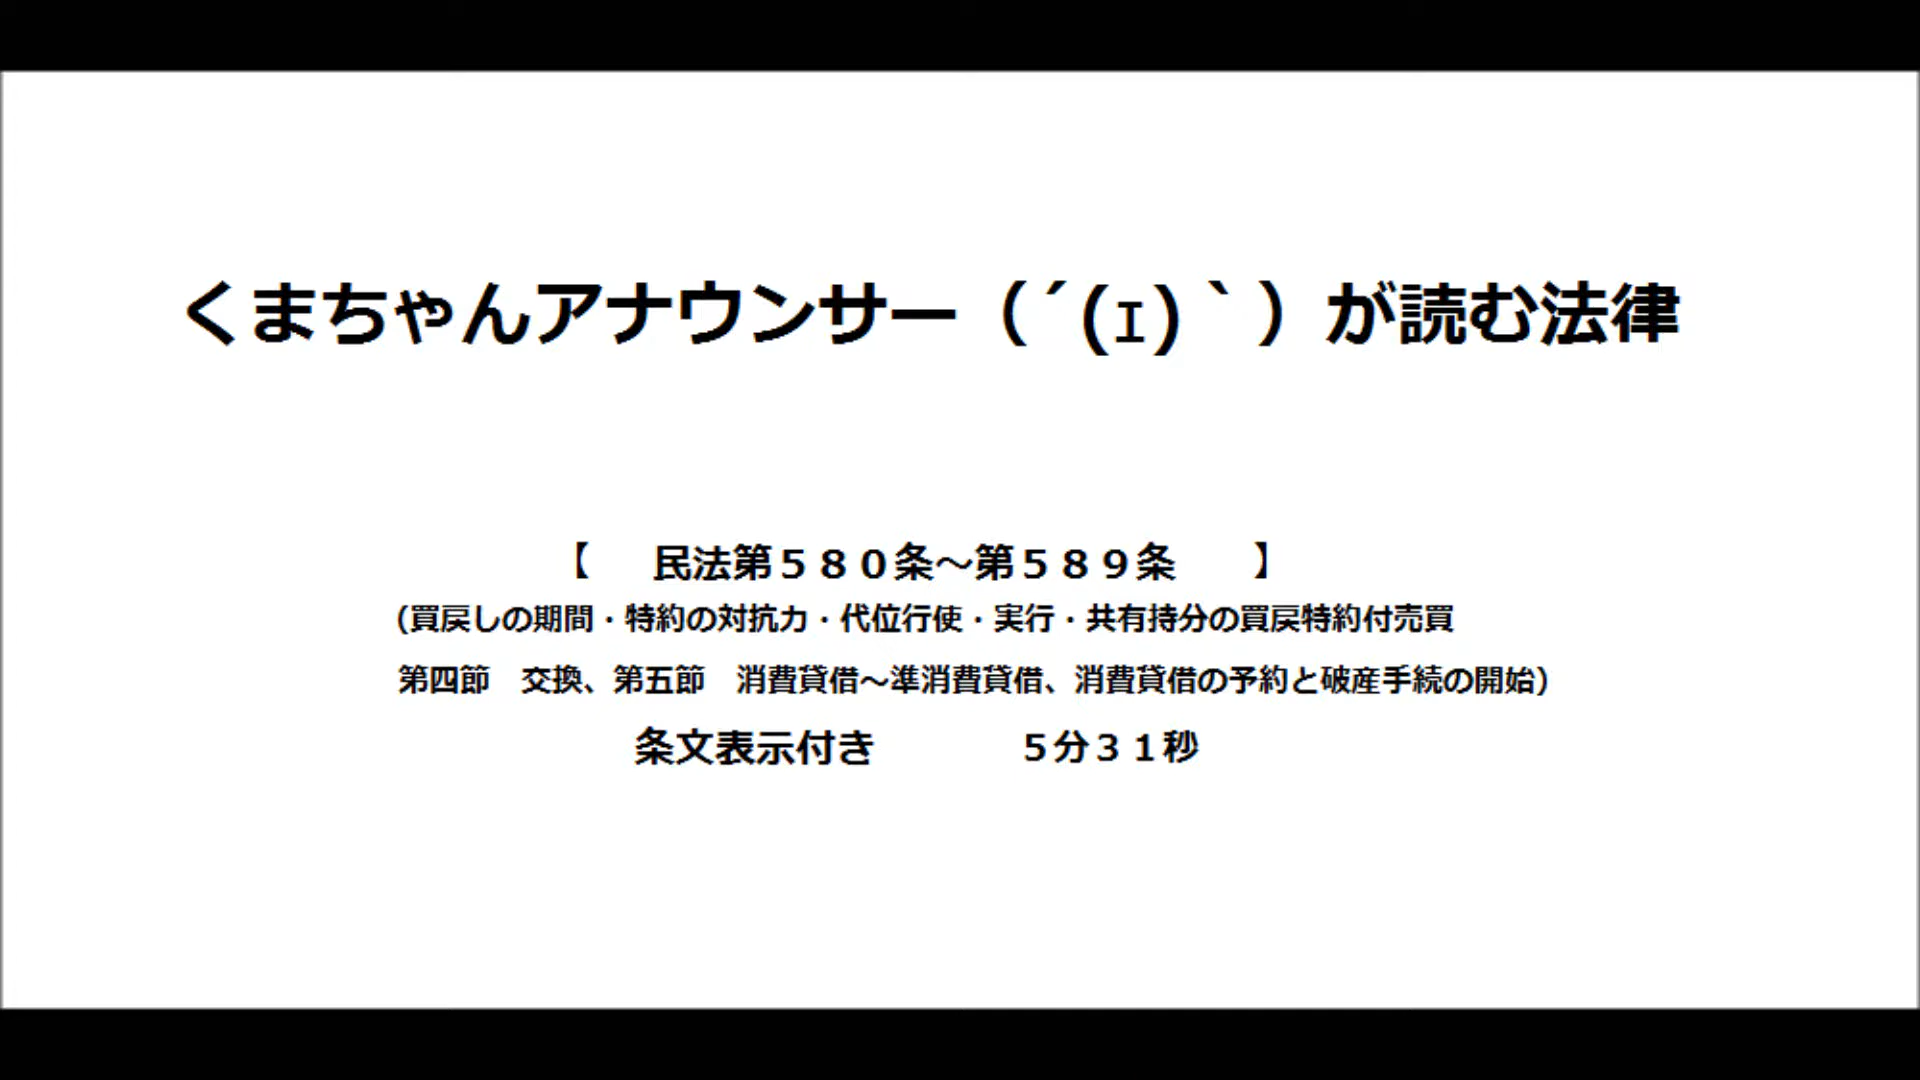 くまちゃんアナウンサー（´(ｪ)｀）が読む法律
【　民法第５８０条～第５８９条　】
(買戻しの期間・特約の対抗力・代位行使・実行・共有持分の買戻特約付売買
第四節　交換、第五節　消費貸借～準消費貸借、消費貸借の予約と破産手続の開始)
条文表示付き　５分３１秒